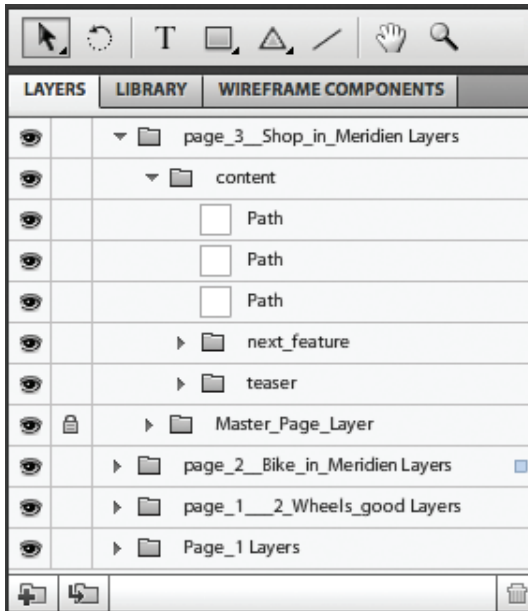 T
LAYERS LIBRARY WIREFRAME COMPONENTS
page_3__Shop_in_Meridien Layers
content
Path
Path
Path
next_feature
teaser
Master_Page_Layer
page_2__Bike_in_Meridien Layers
page_1___2_Wheels_good Layers
Page_1 Layers